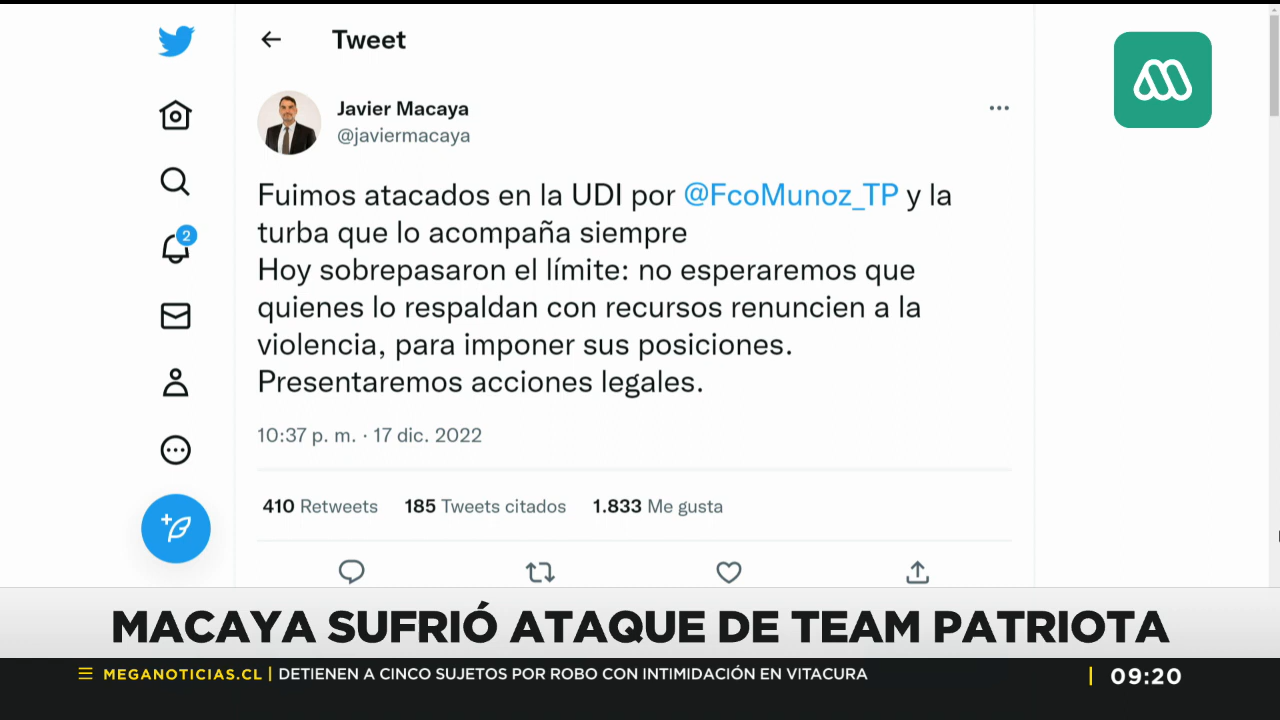 Tweet
Javier Macaya
@javiermacaya
Fuimos atacados en la UDI por @FcoMunoz_TP y la
turba que lo acompaña siempre
Hoy sobrepasaron el límite: no esperaremos que
quienes lo respaldan con recursos renuncien a la
violencia, para imponer sus posiciones.
Presentaremos acciones legales.
2
10:37 p. m. · 17 dic. 2022
410 Retweets 185 Tweets citados 1.833 Me gusta
MACAYA SUFRIÓ ATAQUE DE TEAM PATRIOTA
MEGANOTICIAS.CL | DETIENEN A CINCO SUJETOS POR ROBO CON INTIMIDACIÓN EN VITACURA
09:20